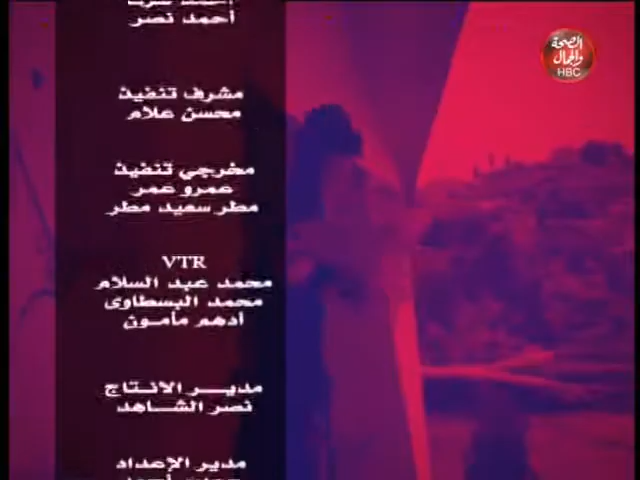 أحمد نصر
مشرف تنفيذ
محسن علام
مخرجي تنفيذ
عمرو عمر
مطر سعيد مطر
VTR
محمد عبد السلام
محمد البسطاوى
أدهم مأمون
مدير الانتاج
نصر الشاهد
مدير الإعداد
الصحة
والجمال
HBC